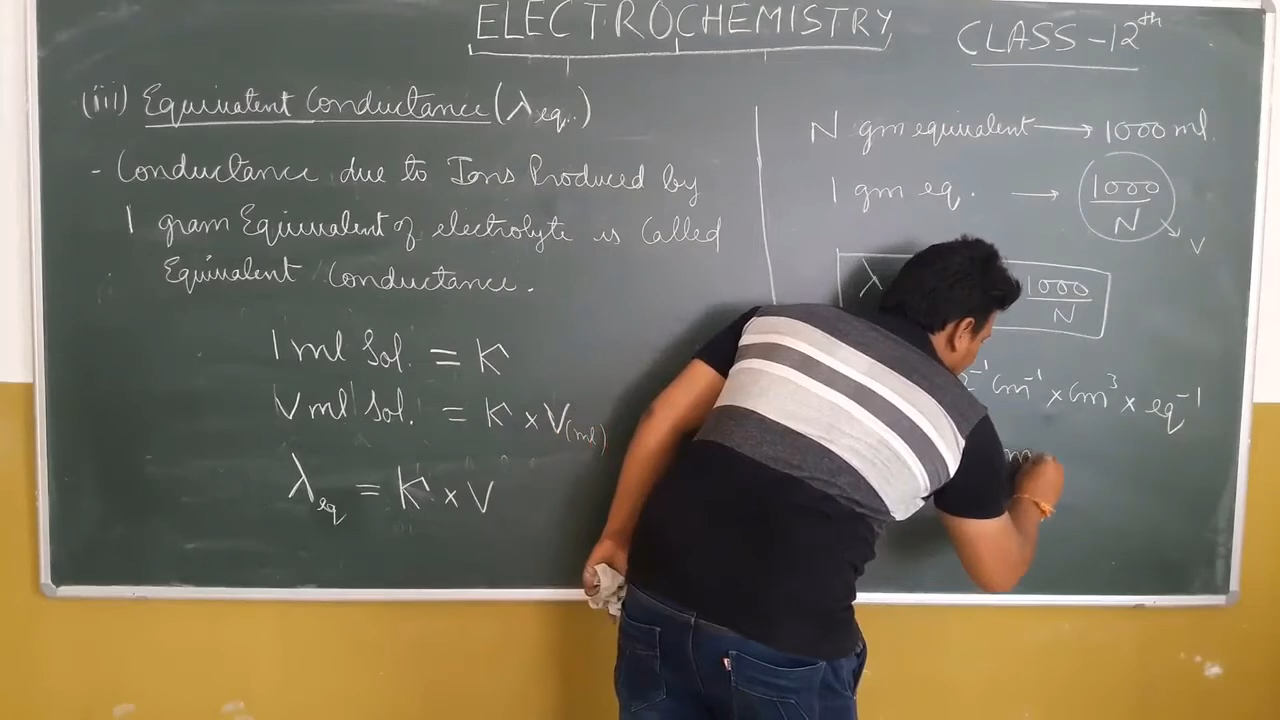 ELECTROCHEMISTRY
CLASS-12th
(iii) Equivalent Conductance (λeq.)
- Conductance due to Ions Produced by
1 gram Equivalent of electrolyte is Called
Equivalent Conductance.
1 ml Sol. = K
V ml Sol. = K × V(ml)
λeq = K × V
N gm equivalent → 1000 ml.
1 gm eq. → 1000/N
V
λ 1000/N
⁻¹ cm⁻¹ × cm³ × eq⁻¹